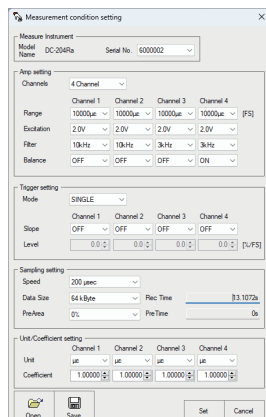 Measurement condition setting
Measure Instrument
Model Name DC-204Ra Serial No. 6000002
Amp setting
Channels 4 Channel
Channel 1 Channel 2 Channel 3 Channel 4
Range 10000µε 10000µε 10000µε 10000µε [FS]
Excitation 2.0V 2.0V 2.0V 2.0V
Filter 10kHz 10kHz 3kHz 3kHz
Balance OFF OFF OFF ON
Trigger setting
Mode SINGLE
Channel 1 Channel 2 Channel 3 Channel 4
Slope OFF OFF OFF OFF
Level 0.0 0.0 0.0 0.0 [%/FS]
Sampling setting
Speed 200 µsec
Data Size 64 kByte Rec Time 13.1072s
PreArea 0% PreTime 0s
Unit/Coefficient setting
Channel 1 Channel 2 Channel 3 Channel 4
Unit µε µε µε µε
Coefficient 1.00000 1.00000 1.00000 1.00000
Open Save Set Cancel